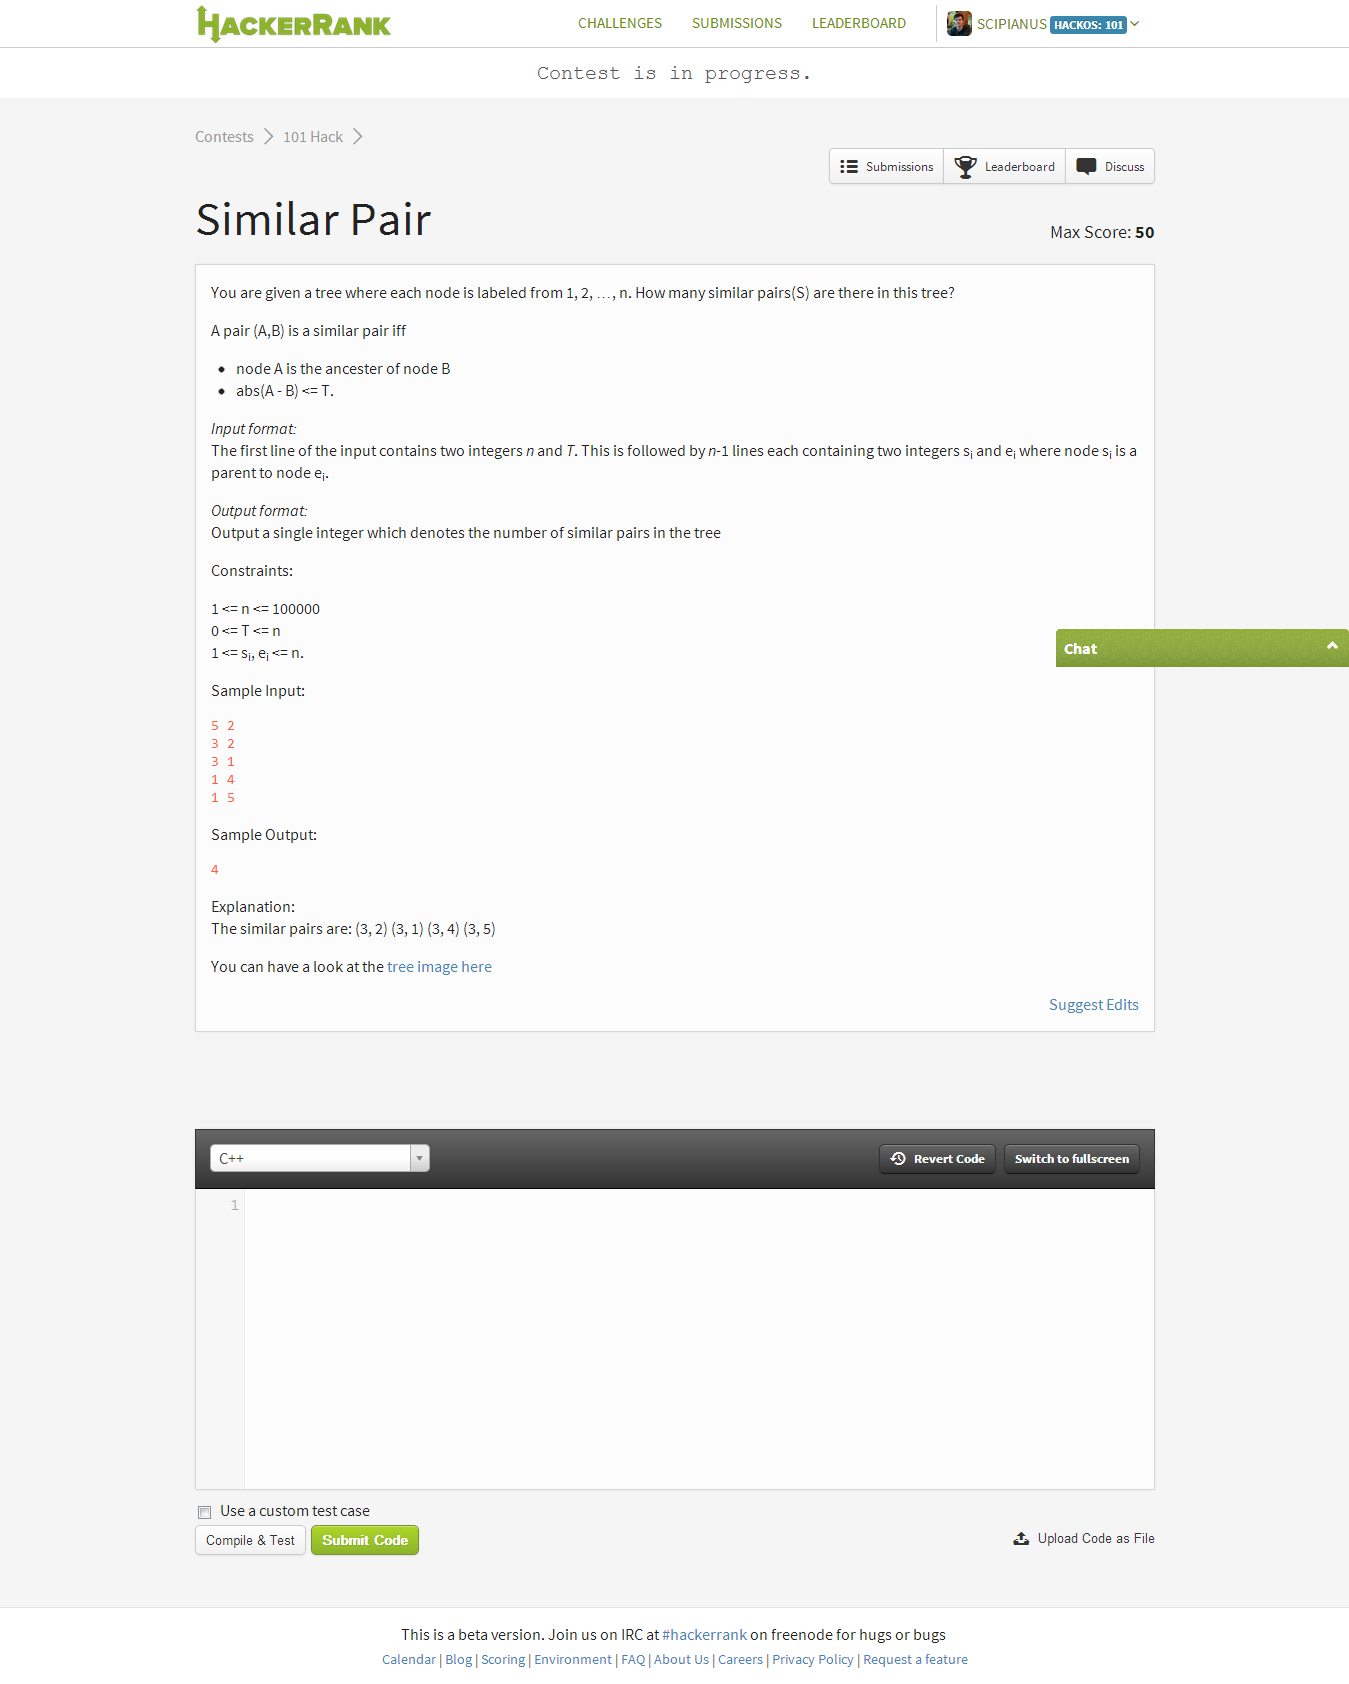 HACKERRANK
CHALLENGES SUBMISSIONS LEADERBOARD SCIPIANUS HACKOS: 101
Contest is in progress.
Contests 101 Hack
Submissions Leaderboard Discuss
Similar Pair
Max Score: 50
You are given a tree where each node is labeled from 1, 2, …, n. How many similar pairs(S) are there in this tree?
A pair (A,B) is a similar pair iff
• node A is the ancester of node B
• abs(A - B) <= T.
Input format:
The first line of the input contains two integers n and T. This is followed by n-1 lines each containing two integers si and ei where node si is a
parent to node ei.
Output format:
Output a single integer which denotes the number of similar pairs in the tree
Constraints:
1 <= n <= 100000
0 <= T <= n
1 <= si, ei <= n.
Chat
Sample Input:
5 2
3 2
3 1
1 4
1 5
Sample Output:
4
Explanation:
The similar pairs are: (3, 2) (3, 1) (3, 4) (3, 5)
You can have a look at the tree image here
Suggest Edits
C++ Revert Code Switch to fullscreen
1
Use a custom test case
Compile & Test Submit Code Upload Code as File
This is a beta version. Join us on IRC at #hackerrank on freenode for hugs or bugs
Calendar | Blog | Scoring | Environment | FAQ | About Us | Careers | Privacy Policy | Request a feature